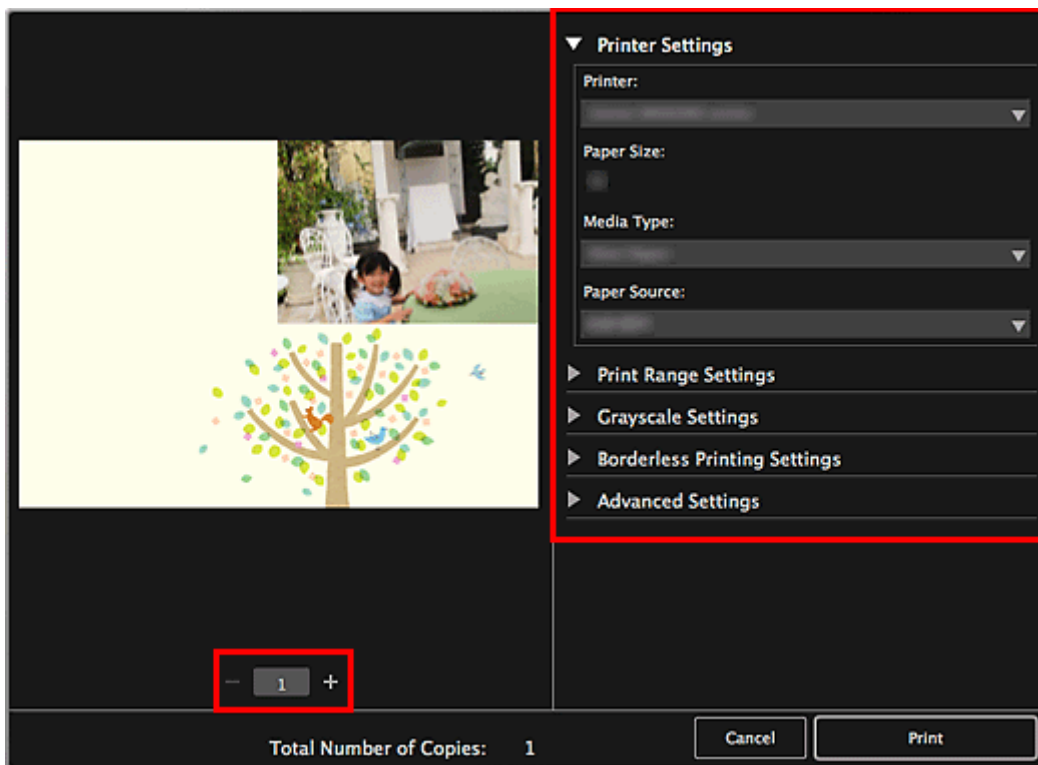 Printer Settings
Printer:
Paper Size:
Media Type:
Paper Source:
Print Range Settings
Grayscale Settings
Borderless Printing Settings
Advanced Settings
1
Total Number of Copies: 1
Cancel
Print